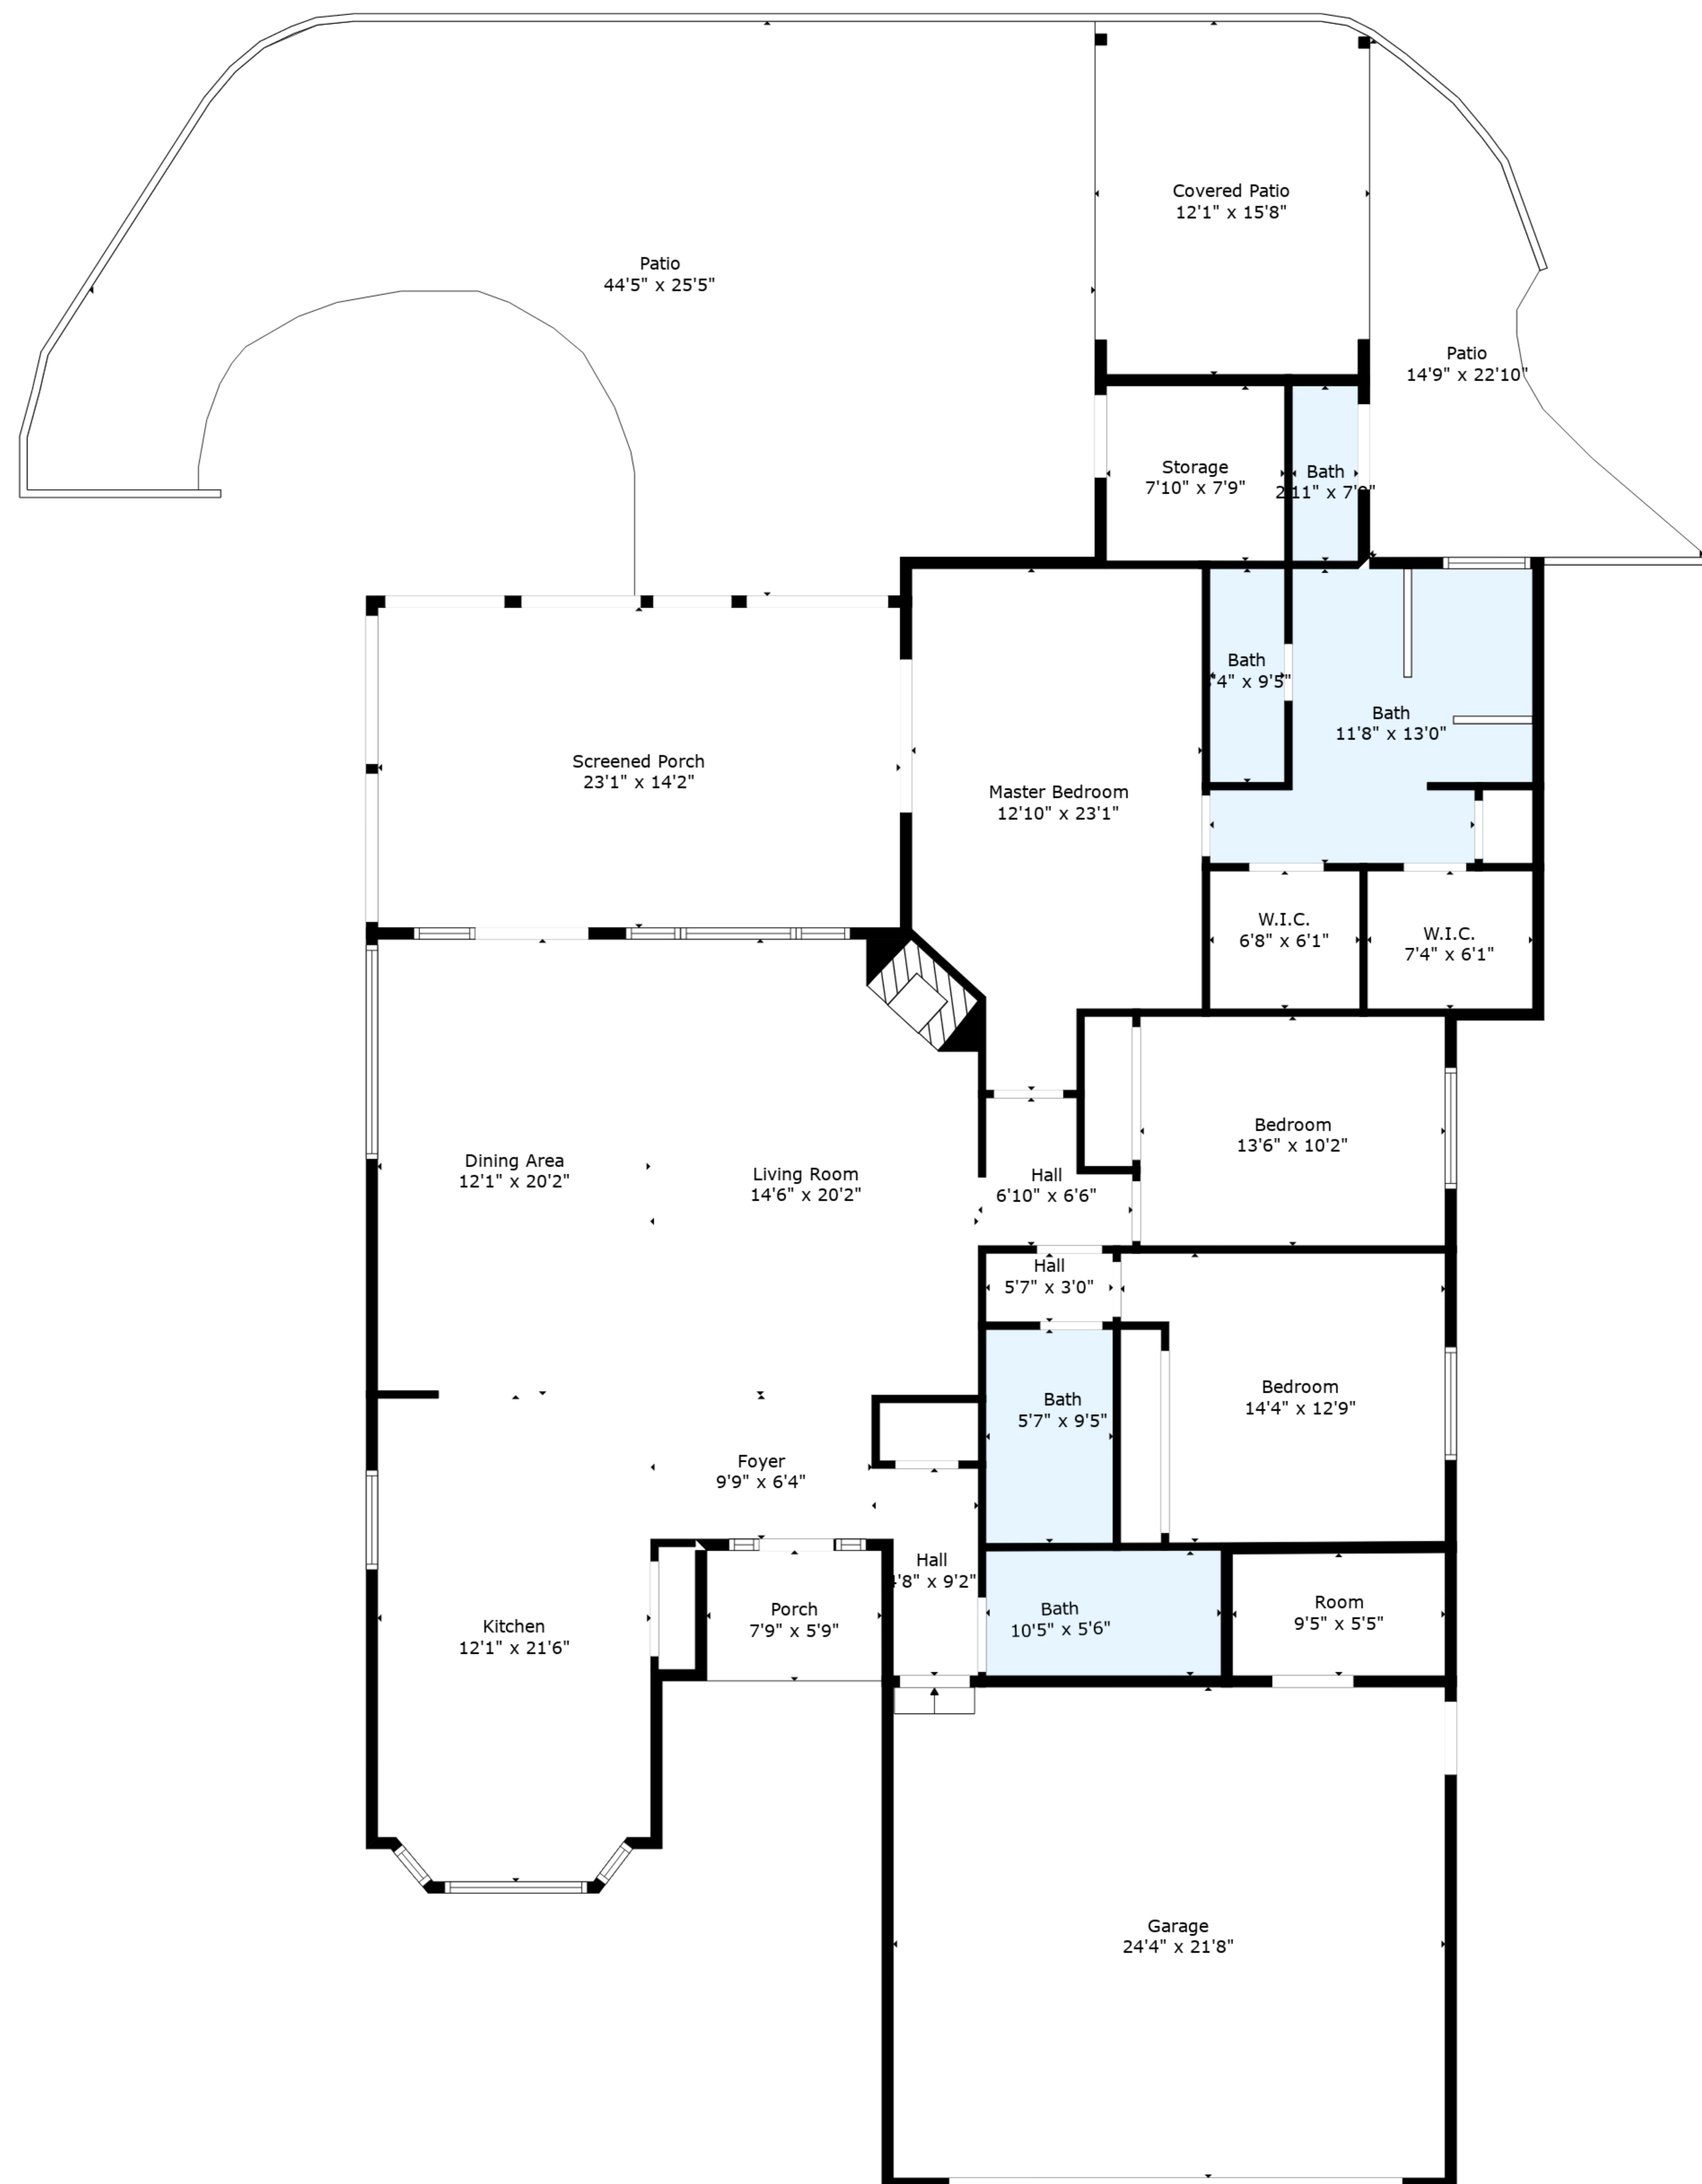 Covered Patio
12'1" x 15'8"
Patio
44'5" x 25'5"
Patio
14'9" x 22'10"
Storage
7'10" x 7'9"
Bath
Bath
Bath
11'8" x 13'0"
Screened Porch
23'1" x 14'2"
Master Bedroom
12'10" x 23'1"
W.I.C.
6'8" x 6'1"
W.I.C.
7'4" x 6'1"
Bedroom
13'6" x 10'2"
Dining Area
12'1" x 20'2"
Living Room
14'6" x 20'2"
Hall
6'10" x 6'6"
Hall
5'7" x 3'0"
Bedroom
14'4" x 12'9"
Bath
5'7" x 9'5"
Foyer
9'9" x 6'4"
Hall
x 9'2"
Porch
7'9" x 5'9"
Bath
10'5" x 5'6"
Room
9'5" x 5'5"
Kitchen
12'1" x 21'6"
Garage
24'4" x 21'8"